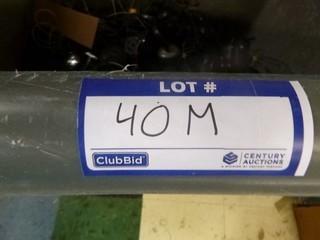 LOT #
40 M
ClubBid®
CENTURY
AUCTIONS